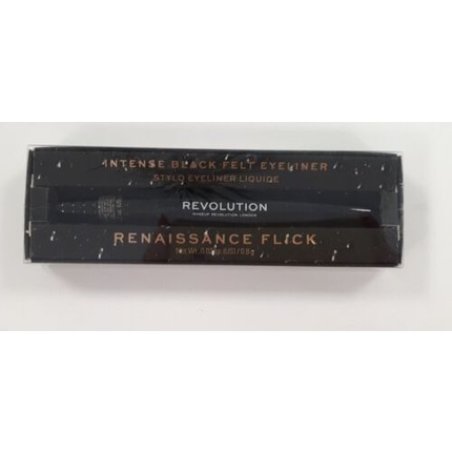 INTENSE BLACK FELT EYELINER
STYLO EYELINER LIQUIDE
REVOLUTION
MAKEUP REVOLUTION LONDON
RENAISSANCE FLICK